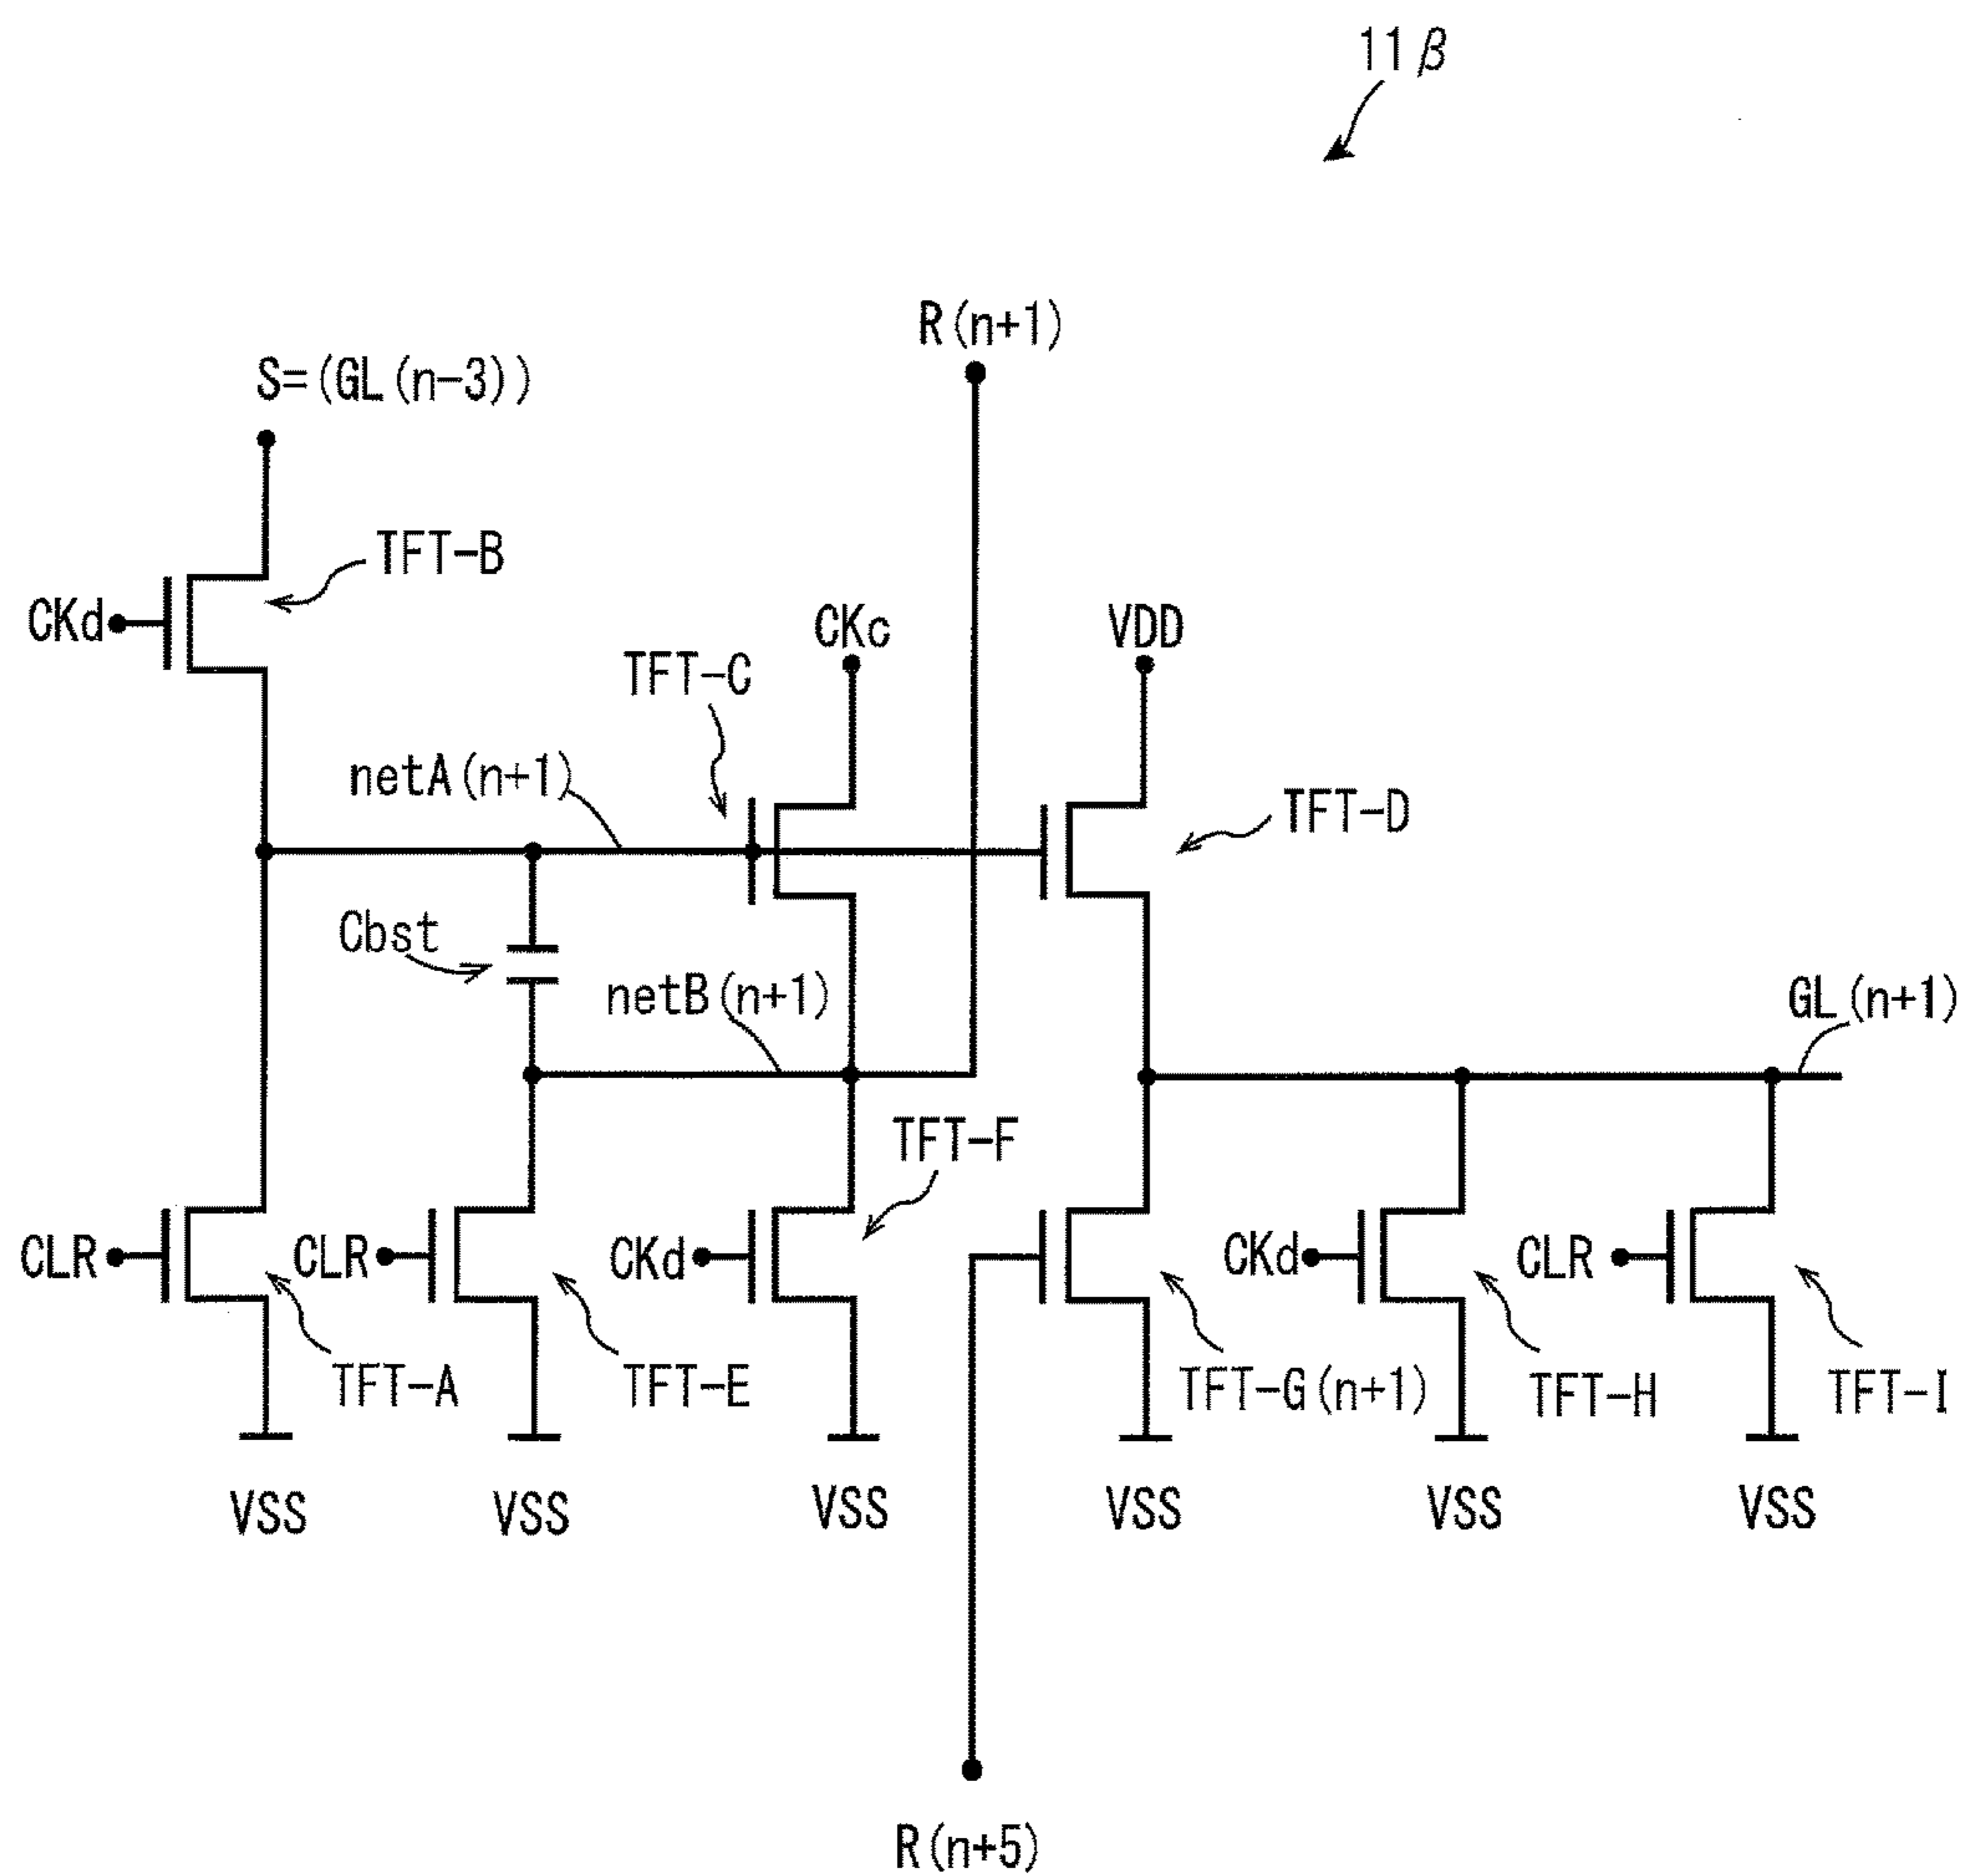 11β
R(n+1)
S=(GL(n-3))
TFT-B
CKd
CKc
VDD
TFT-C
netA(n+1)
TFT-D
Cbst
netB(n+1)
GL(n+1)
TFT-F
CLR
CLR
CKd
CKd
CLR
TFT-A
TFT-E
TFT-G(n+1)
TFT-H
TFT-I
VSS
VSS
VSS
VSS
VSS
VSS
R(n+5)